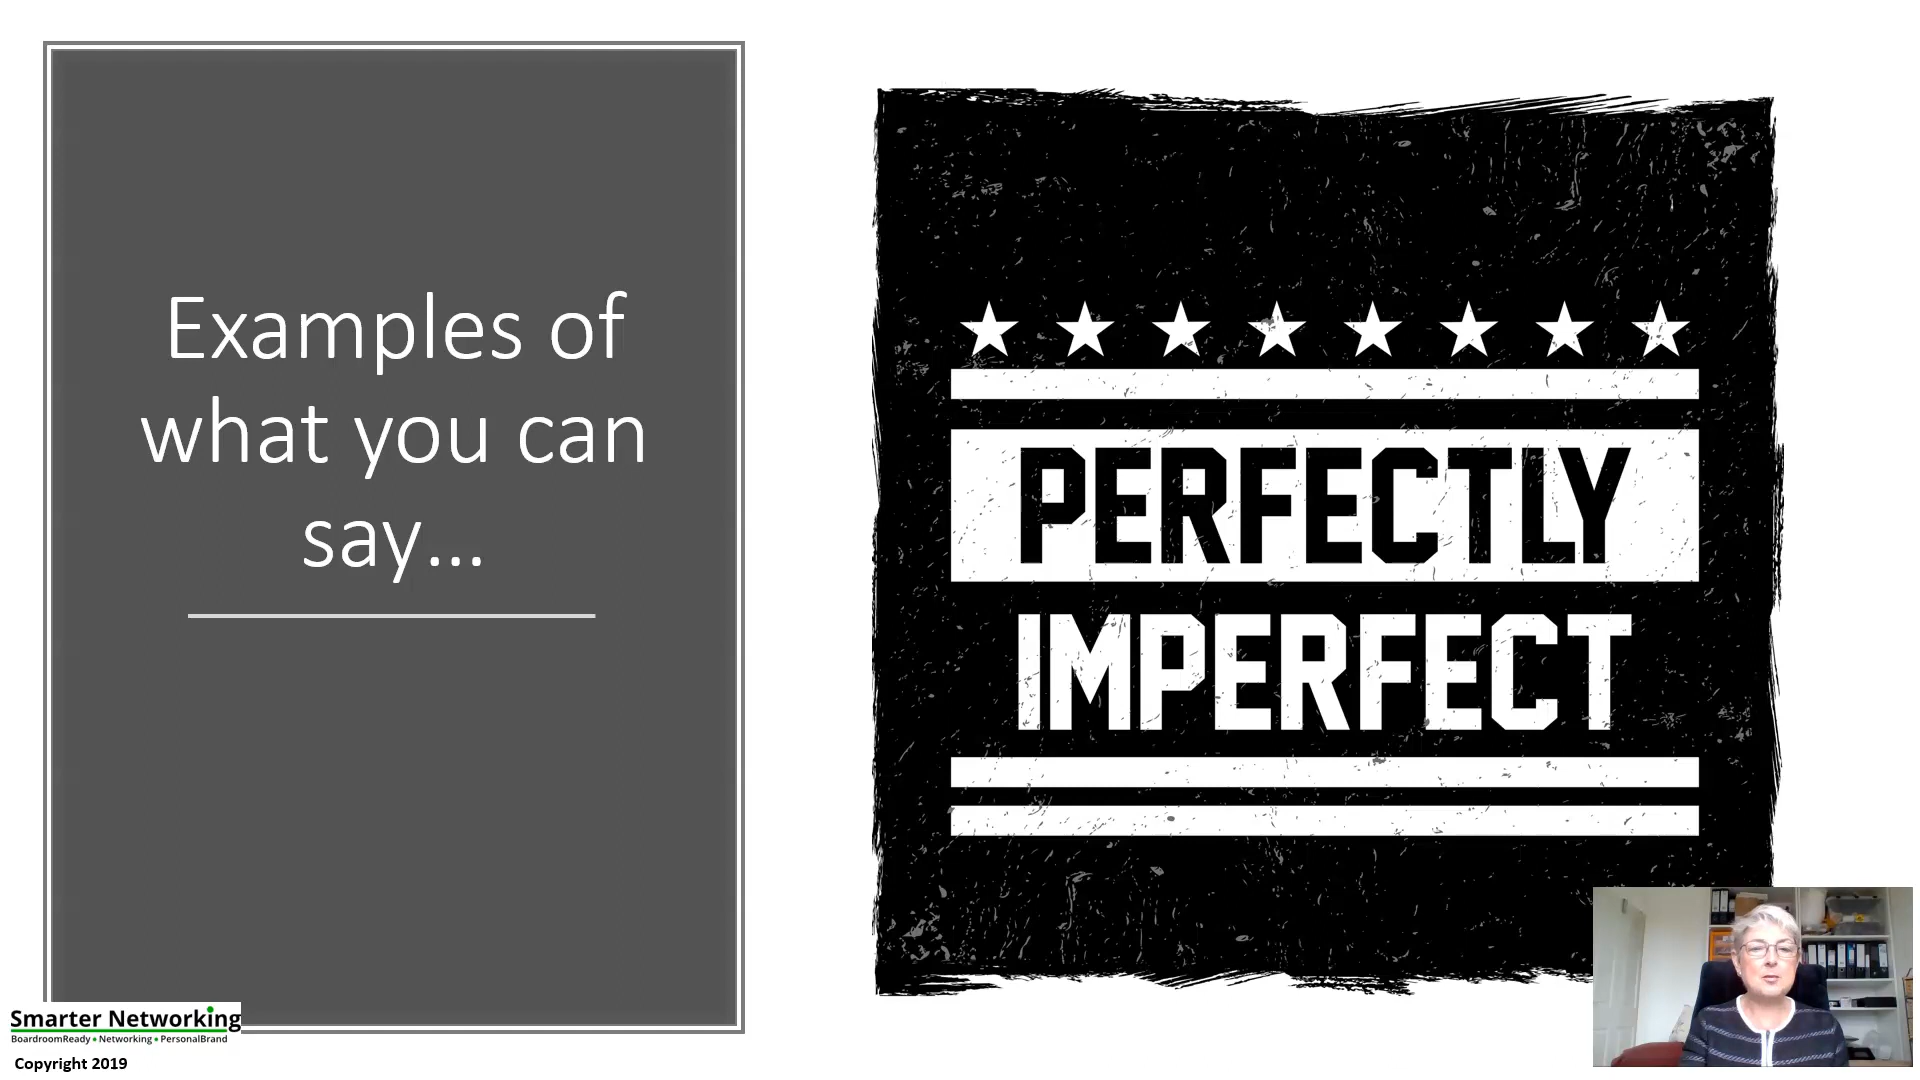 Examples of
what you can
say...
PERFECTLY
IMPERFECT
Smarter Networking
BoardroomReady • Networking • PersonalBrand
Copyright 2019